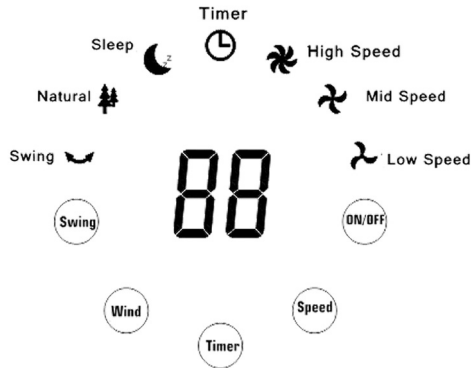 Timer
Sleep
High Speed
Natural
Mid Speed
Swing
Low Speed
88
Swing
ON/OFF
Wind
Speed
Timer